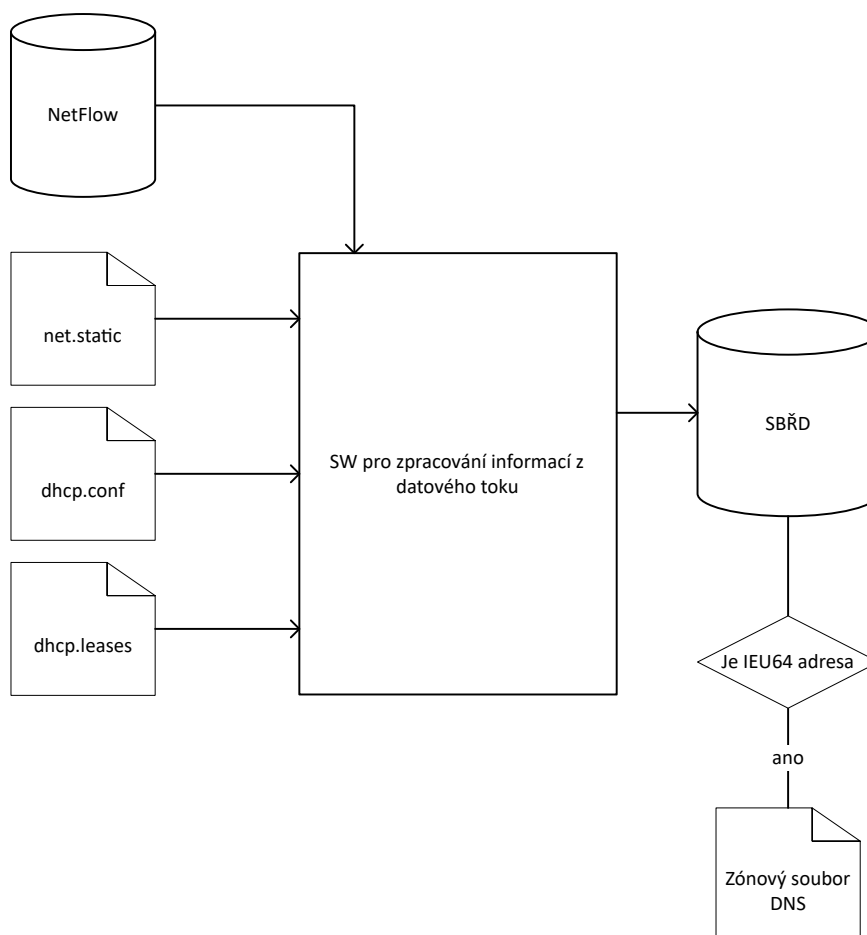 NetFlow
net.static
dhcp.conf
dhcp.leases
SW pro zpracování informací z
datového toku
SBŘD
Je IEU64 adresa
ano
Zónový soubor
DNS